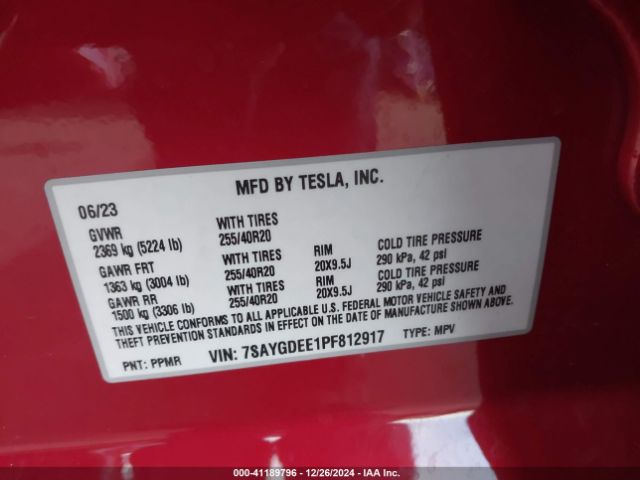 MFD BY TESLA, INC.
06/23
GVWR
2369 kg (5224 lb)
WITH TIRES
255/40R20
GAWR FRT
1363 kg (3004 lb)
WITH TIRES
255/40R20
RIM
20X9.5J
COLD TIRE PRESSURE
290 kPa, 42 psi
GAWR RR
1500 kg (3306 lb)
WITH TIRES
255/40R20
RIM
20X9.5J
COLD TIRE PRESSURE
290 kPa, 42 psi
THIS VEHICLE CONFORMS TO ALL APPLICABLE U.S. FEDERAL MOTOR VEHICLE SAFETY AND
THEFT PREVENTION STANDARDS IN EFFECT ON THE DATE OF MANUFACTURE SHOWN ABOVE.
PNT: PPMR VIN: 7SAYGDEE1PF812917 TYPE: MPV
000-41189796 - 12/26/2024 - IAA Inc.